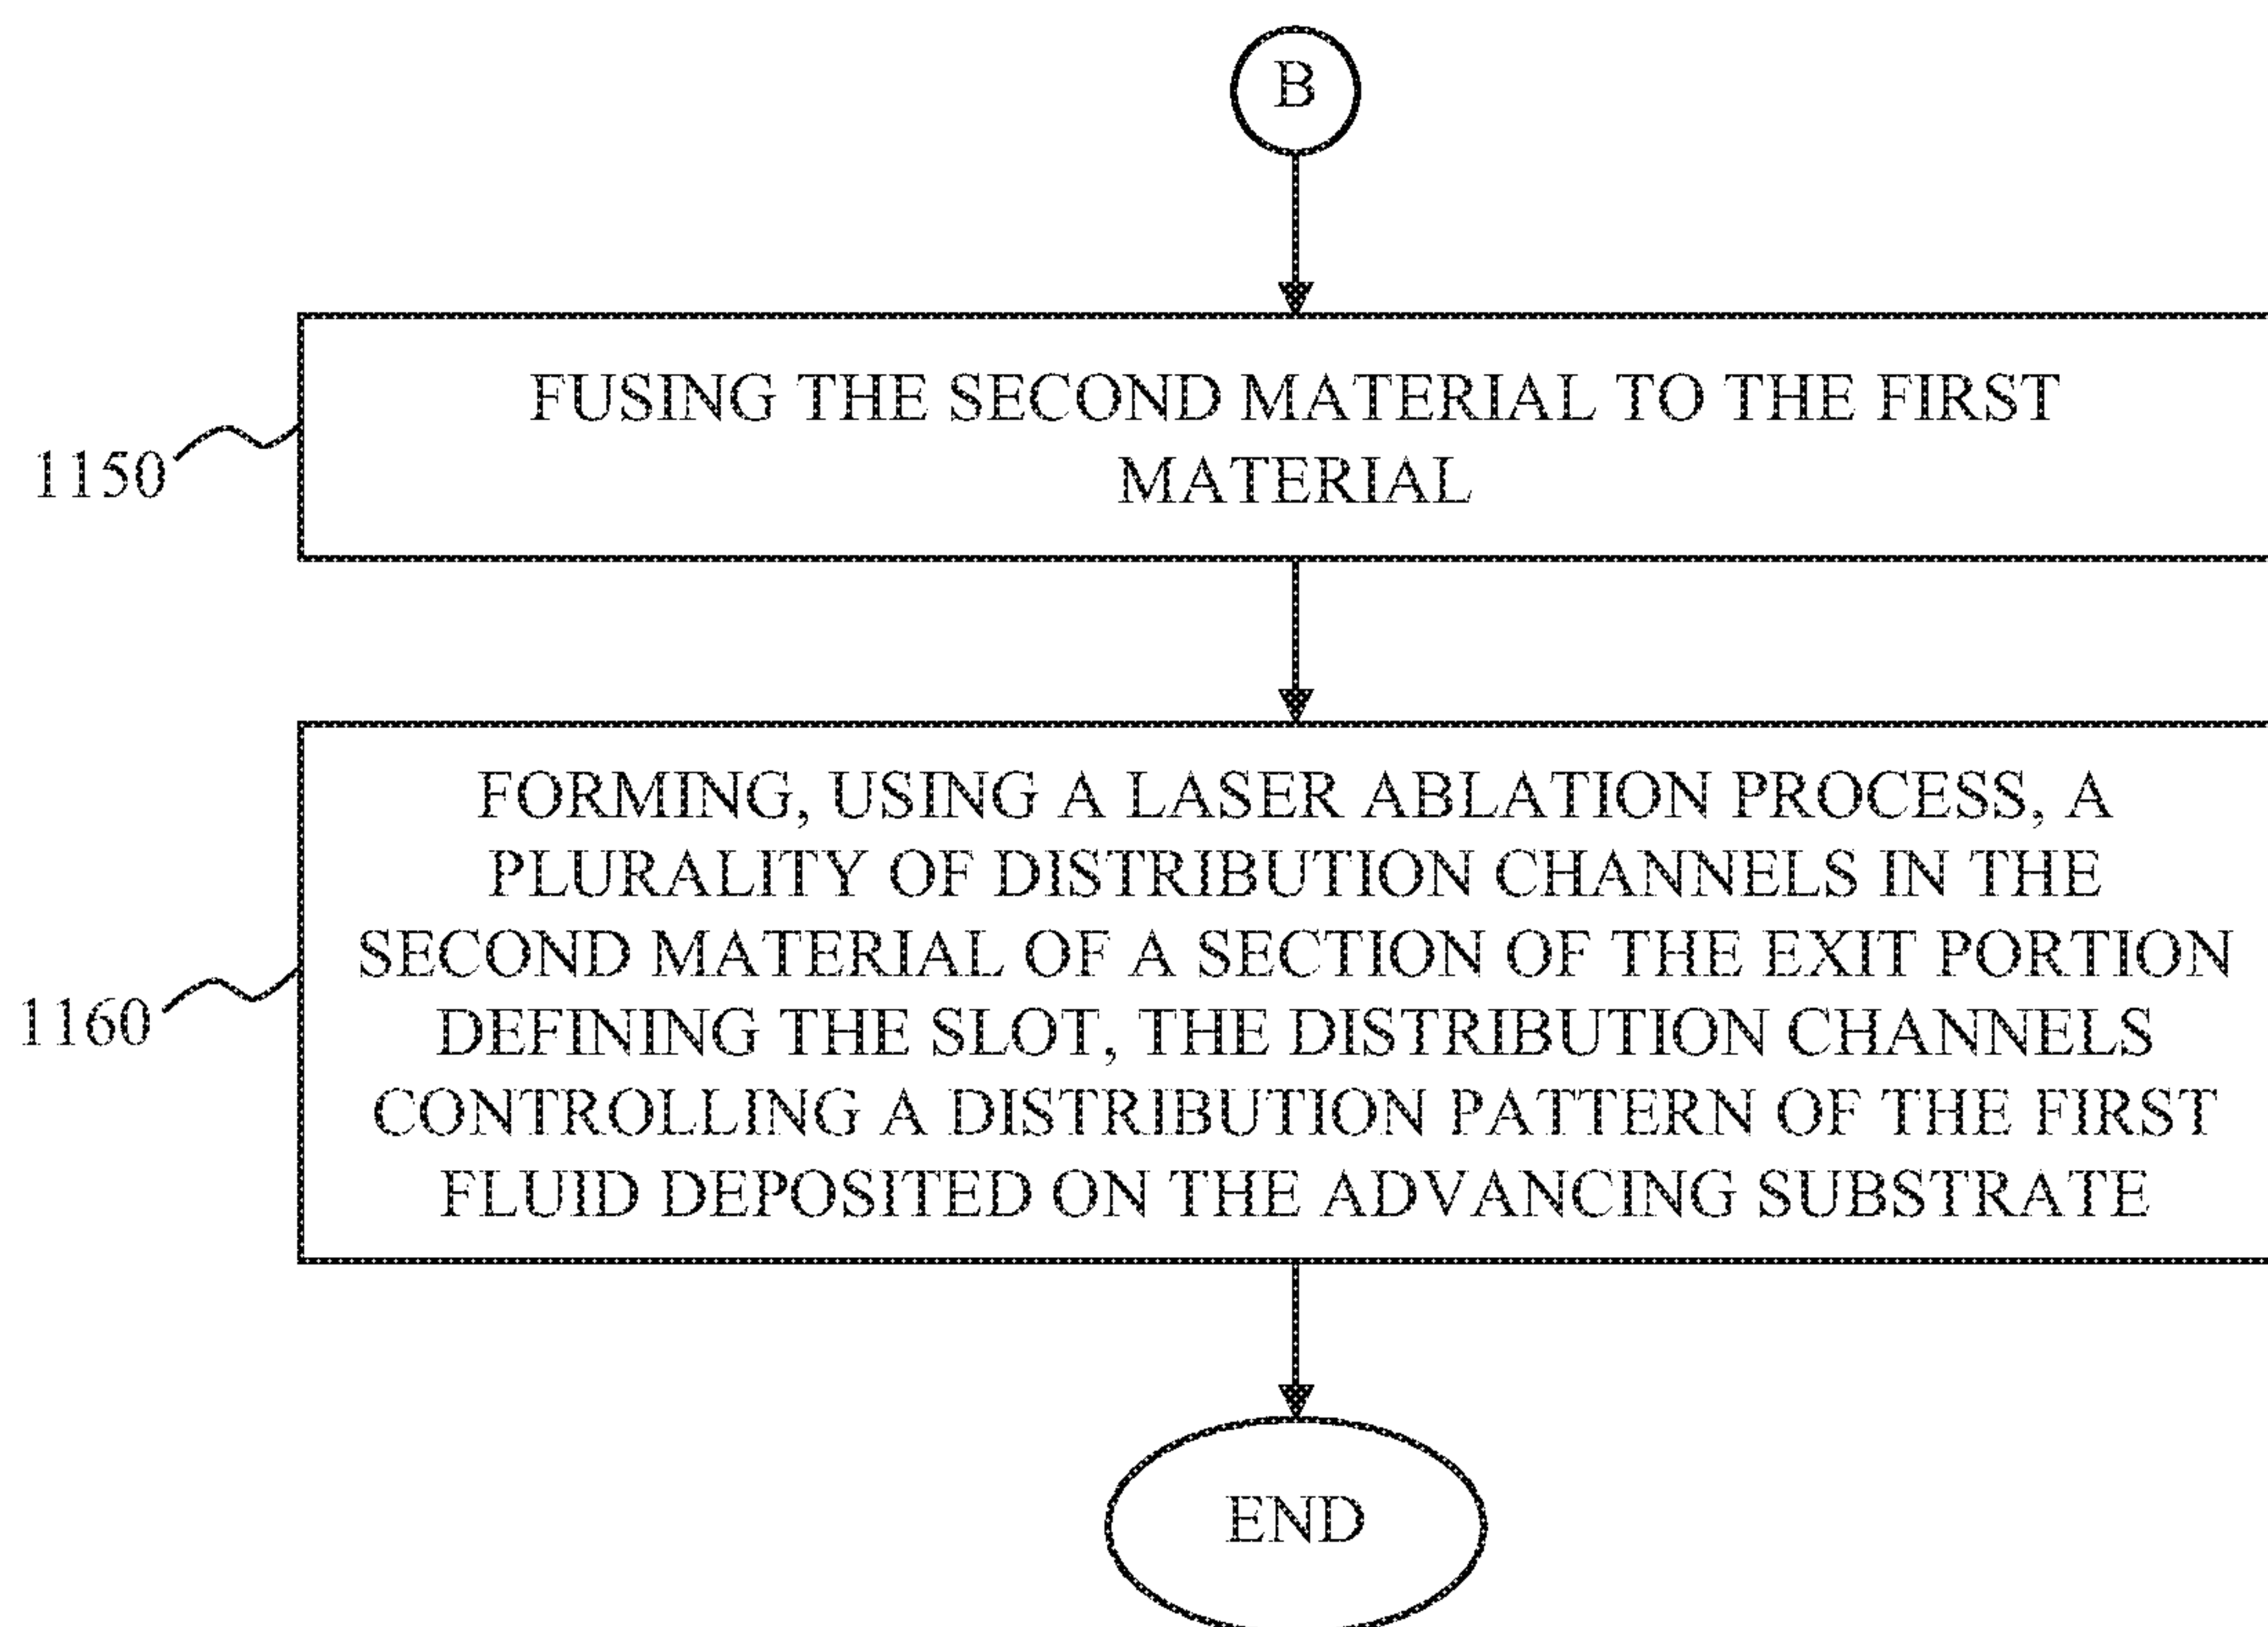 B
FUSING THE SECOND MATERIAL TO THE FIRST
MATERIAL
1150
FORMING, USING A LASER ABLATION PROCESS, A
PLURALITY OF DISTRIBUTION CHANNELS IN THE
SECOND MATERIAL OF A SECTION OF THE EXIT PORTION
DEFINING THE SLOT, THE DISTRIBUTION CHANNELS
CONTROLLING A DISTRIBUTION PATTERN OF THE FIRST
FLUID DEPOSITED ON THE ADVANCING SUBSTRATE
1160
END